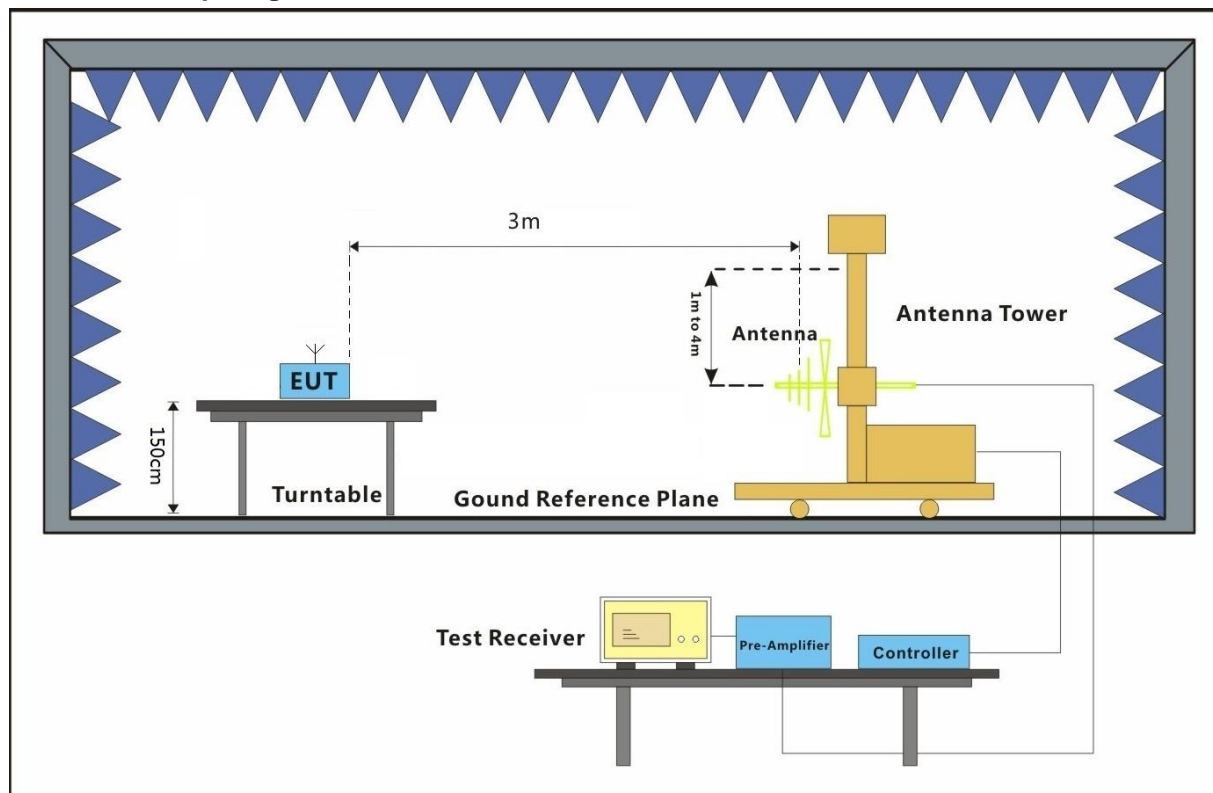 3m
1m to 4m
Antenna
Antenna Tower
EUT
150cm
Turntable
Gound Reference Plane
Test Receiver
Pre-Amplifier
Controller